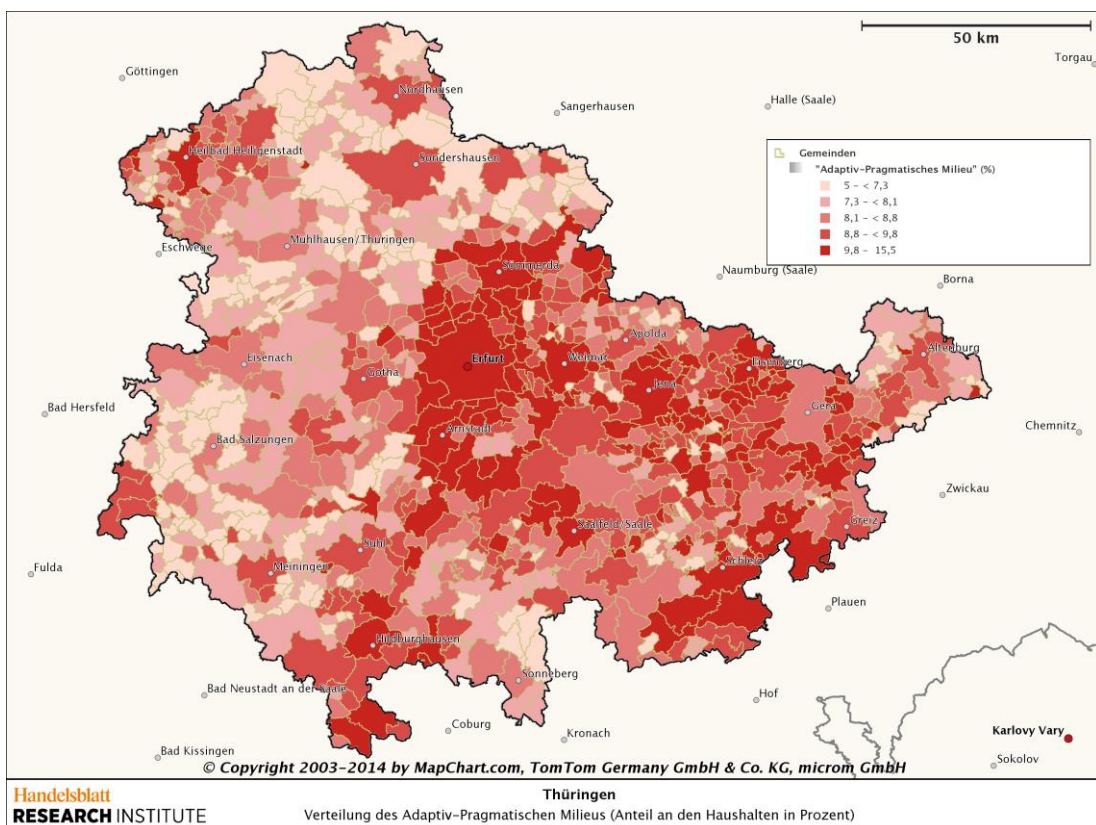 50 km
Torgau
Göttingen
Nordhausen
Sangerhausen
Halle (Saale)
Gemeinden
"Adaptiv-Pragmatisches Milieu" (%)
5 - < 7,3
7,3 - < 8,1
8,1 - < 8,8
8,8 - < 9,8
9,8 - 15,5
Heilbad Heiligenstadt
Sondershausen
Eschwege
Mühlhausen/Thüringen
Sömmerda
Naumburg (Saale)
Borna
Eisenach
Gotha
Erfurt
Weimar
Apolda
Jena
Eisenberg
Gera
Altenburg
Bad Hersfeld
Bad Salzungen
Arnstadt
Chemnitz
Zwickau
Fulda
Suhl
Meiningen
Saalfeld/Saale
Schleiz
Greiz
Plauen
Hildburghausen
Sonneberg
Bad Neustadt an der Saale
Hof
Coburg
Kronach
Karlovy Vary
Bad Kissingen
Sokolov
© Copyright 2003-2014 by MapChart.com, TomTom Germany GmbH & Co. KG, microm GmbH
Handelsblatt
RESEARCH INSTITUTE
Thüringen
Verteilung des Adaptiv-Pragmatischen Milieus (Anteil an den Haushalten in Prozent)